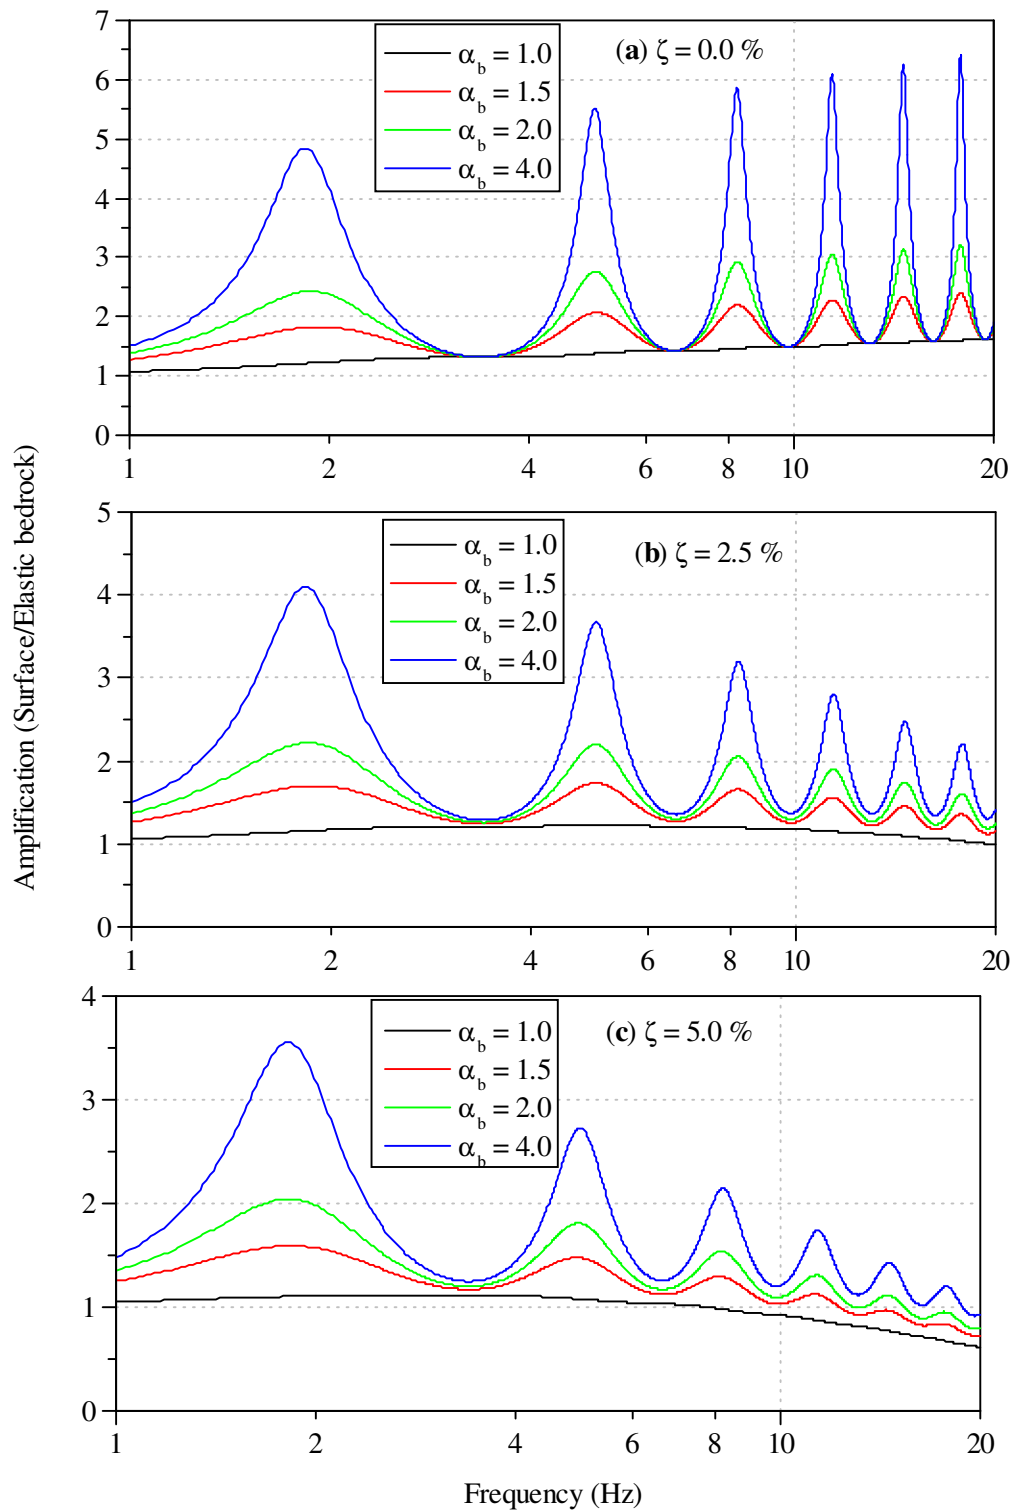 Amplification (Surface/Elastic bedrock)
7
6
5
4
3
2
1
0
α_b = 1.0
α_b = 1.5
α_b = 2.0
α_b = 4.0
(a) ζ = 0.0 %
1 2 4 6 8 10 20
5
4
3
2
1
0
α_b = 1.0
α_b = 1.5
α_b = 2.0
α_b = 4.0
(b) ζ = 2.5 %
1 2 4 6 8 10 20
4
3
2
1
0
α_b = 1.0
α_b = 1.5
α_b = 2.0
α_b = 4.0
(c) ζ = 5.0 %
1 2 4 6 8 10 20
Frequency (Hz)